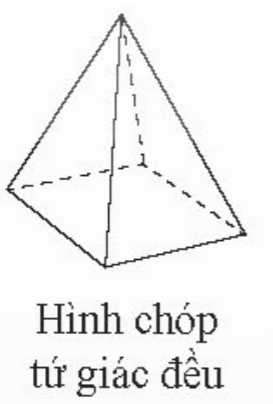 Hình chóp
tứ giác đều